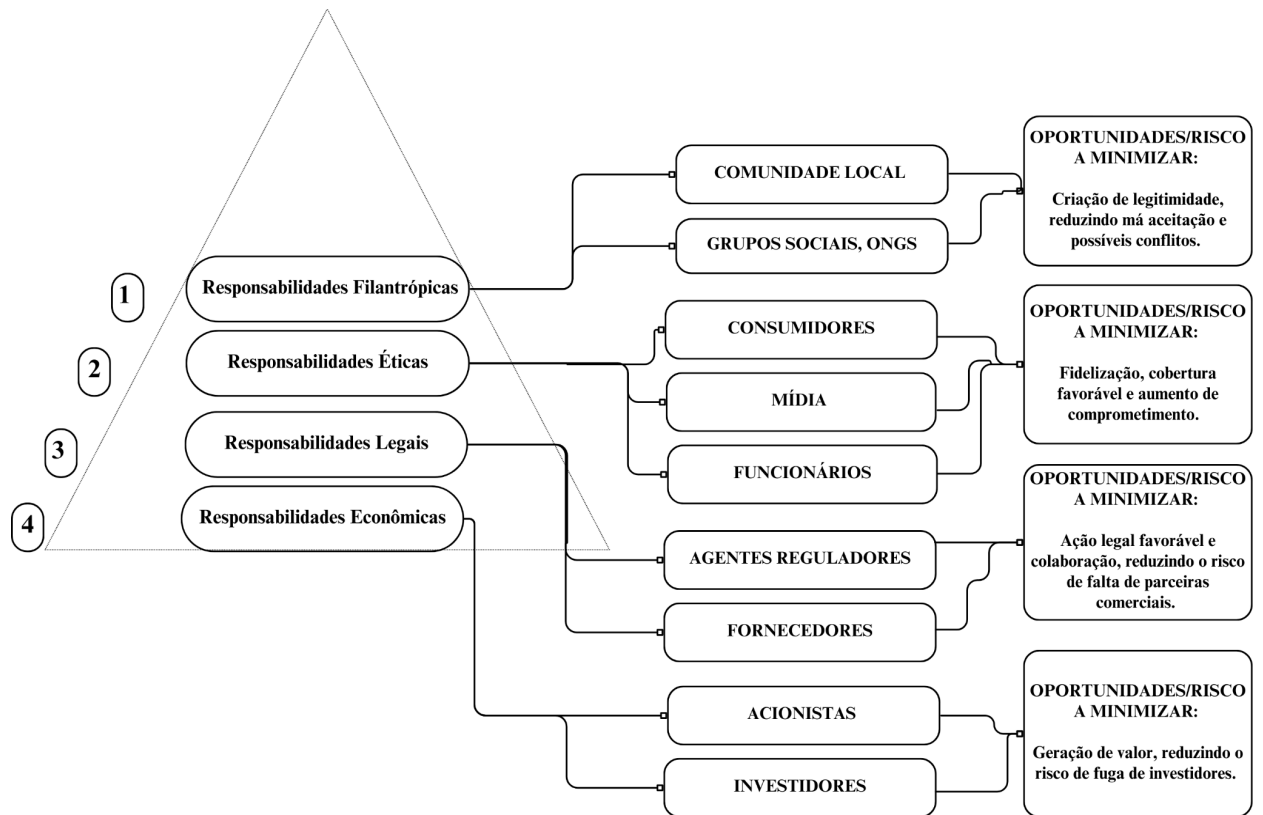 1
Responsabilidades Filantrópicas
2
Responsabilidades Éticas
3
Responsabilidades Legais
4
Responsabilidades Econômicas
COMUNIDADE LOCAL
GRUPOS SOCIAIS, ONGS
CONSUMIDORES
MÍDIA
FUNCIONÁRIOS
AGENTES REGULADORES
FORNECEDORES
ACIONISTAS
INVESTIDORES
OPORTUNIDADES/RISCO
A MINIMIZAR:
Criação de legitimidade,
reduzindo má aceitação e
possíveis conflitos.
OPORTUNIDADES/RISCO
A MINIMIZAR:
Fidelização, cobertura
favorável e aumento de
comprometimento.
OPORTUNIDADES/RISCO
A MINIMIZAR:
Ação legal favorável e
colaboração, reduzindo o risco
de falta de parceiras
comerciais.
OPORTUNIDADES/RISCO
A MINIMIZAR:
Geração de valor, reduzindo o
risco de fuga de investidores.